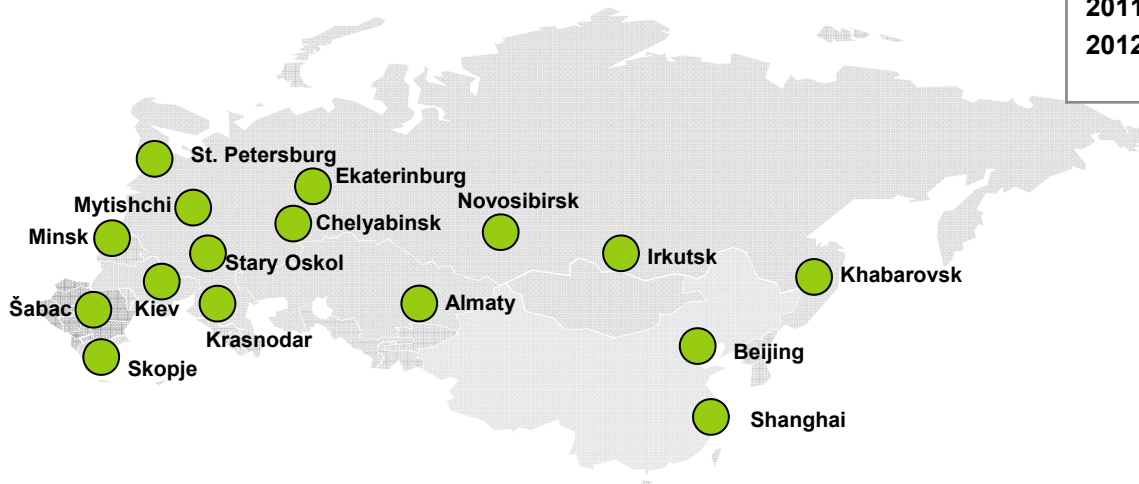 2011
2012
St. Petersburg
Ekaterinburg
Mytishchi
Novosibirsk
Chelyabinsk
Minsk
Stary Oskol
Irkutsk
Khabarovsk
Šabac
Kiev
Almaty
Krasnodar
Beijing
Skopje
Shanghai